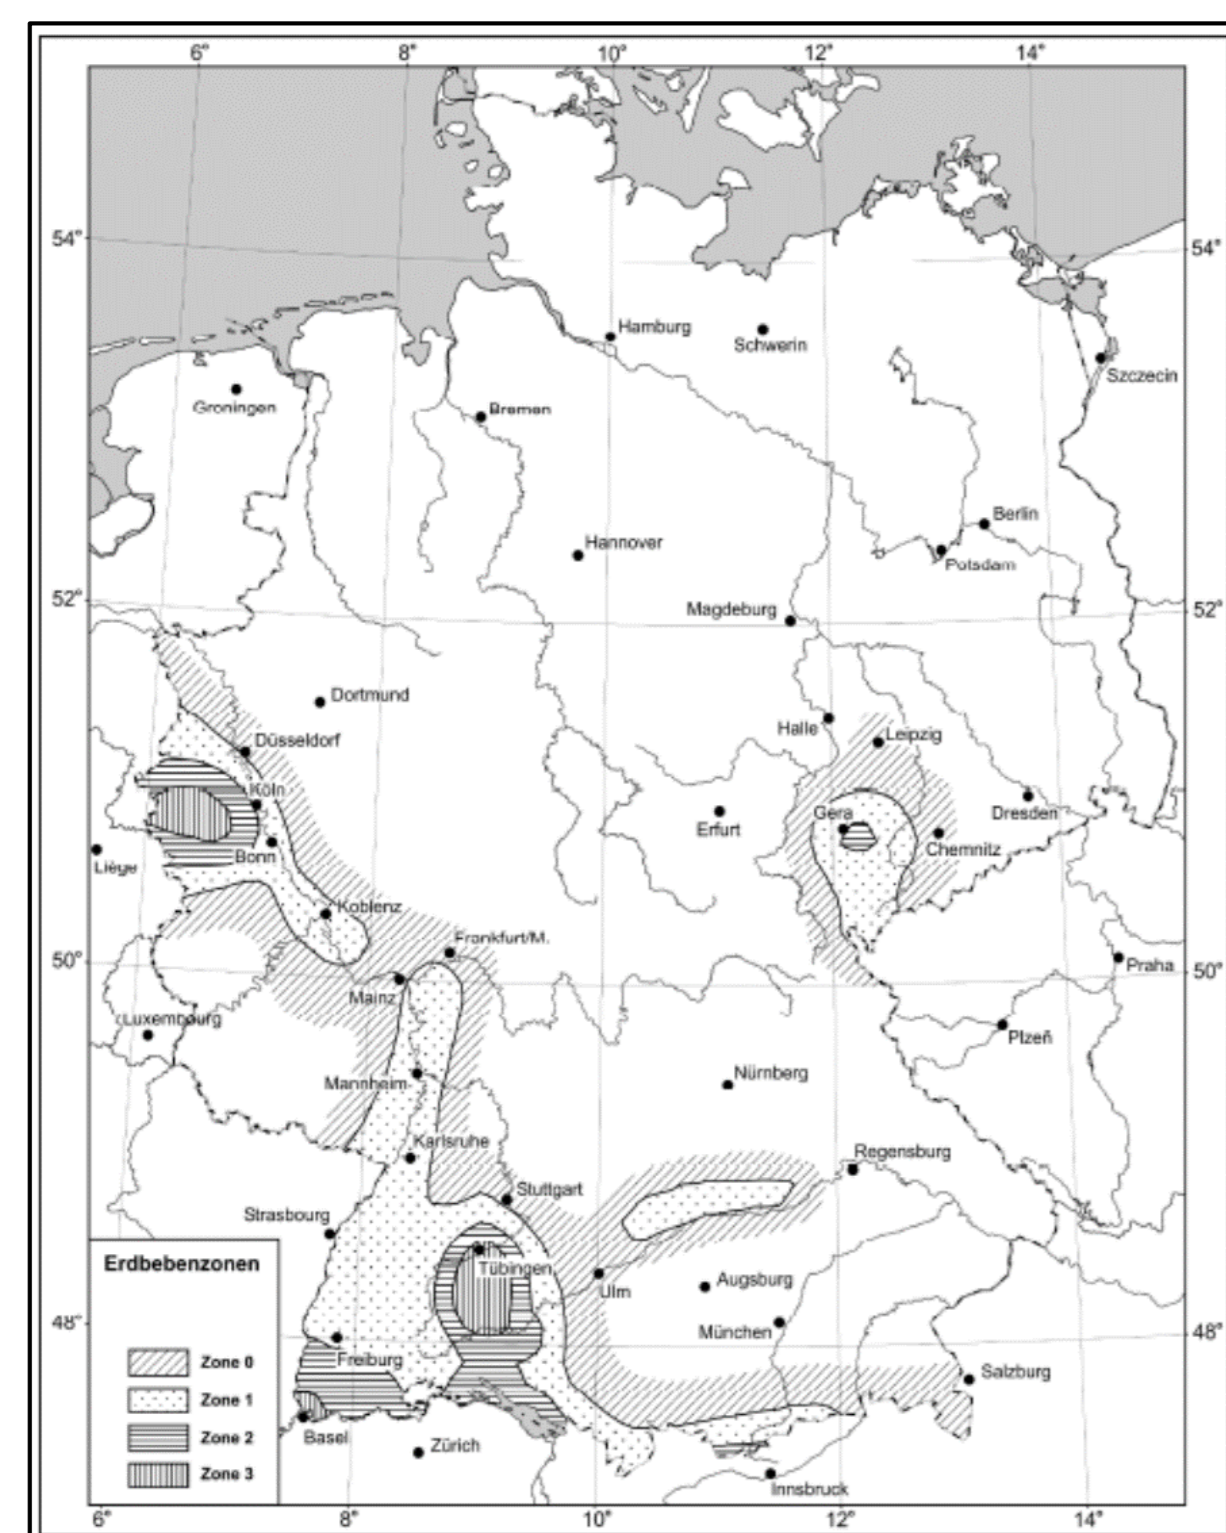 6° 8° 10° 12° 14°
54° 54°
Hamburg
Schwerin
Szczecin
Groningen
Bremen
Berlin
Hannover
Potsdam
52° 52°
Magdeburg
Dortmund
Halle
Leipzig
Düsseldorf
Köln
Gera
Dresden
Erfurt
Chemnitz
Liège
Bonn
Koblenz
Frankfurt/M.
50° 50°
Praha
Mainz
Luxembourg
Plzeň
Nürnberg
Mannheim
Karlsruhe
Regensburg
Stuttgart
Strasbourg
Erdbebenzonen
Tübingen
Ulm
Augsburg
48° 48°
München
Freiburg
Zone 0
Salzburg
Zone 1
Basel
Zone 2
Zürich
Zone 3
Innsbruck
6° 8° 10° 12° 14°